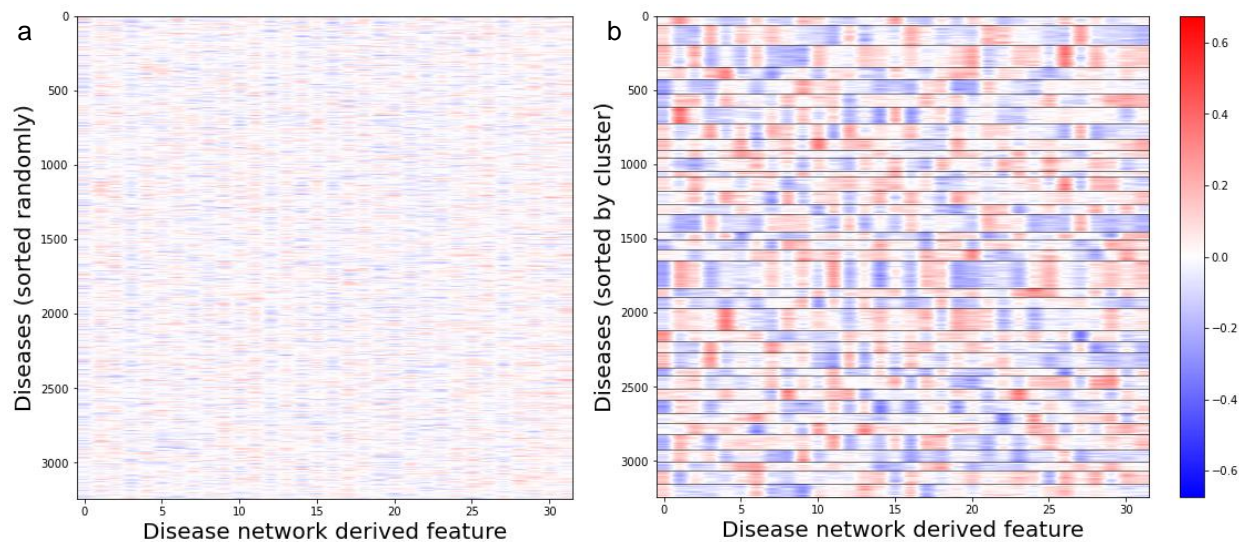 a
Diseases (sorted randomly)
0
500
1000
1500
2000
2500
3000
0 5 10 15 20 25 30
Disease network derived feature
b
Diseases (sorted by cluster)
0
500
1000
1500
2000
2500
3000
0 5 10 15 20 25 30
Disease network derived feature
0.6
0.4
0.2
0.0
−0.2
−0.4
−0.6